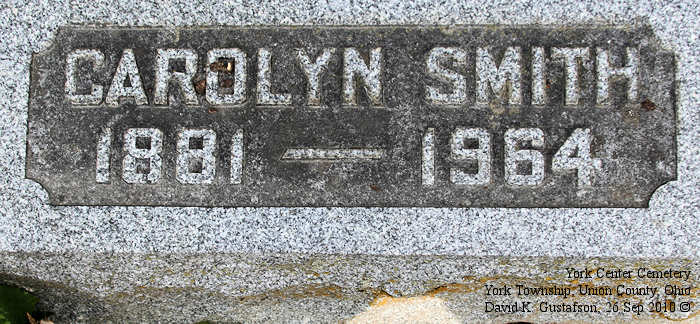 CAROLYN SMITH
1881 — 1964
York Center Cemetery
York Township, Union County, Ohio
David K. Gustafson, 26 Sep 2010 ©